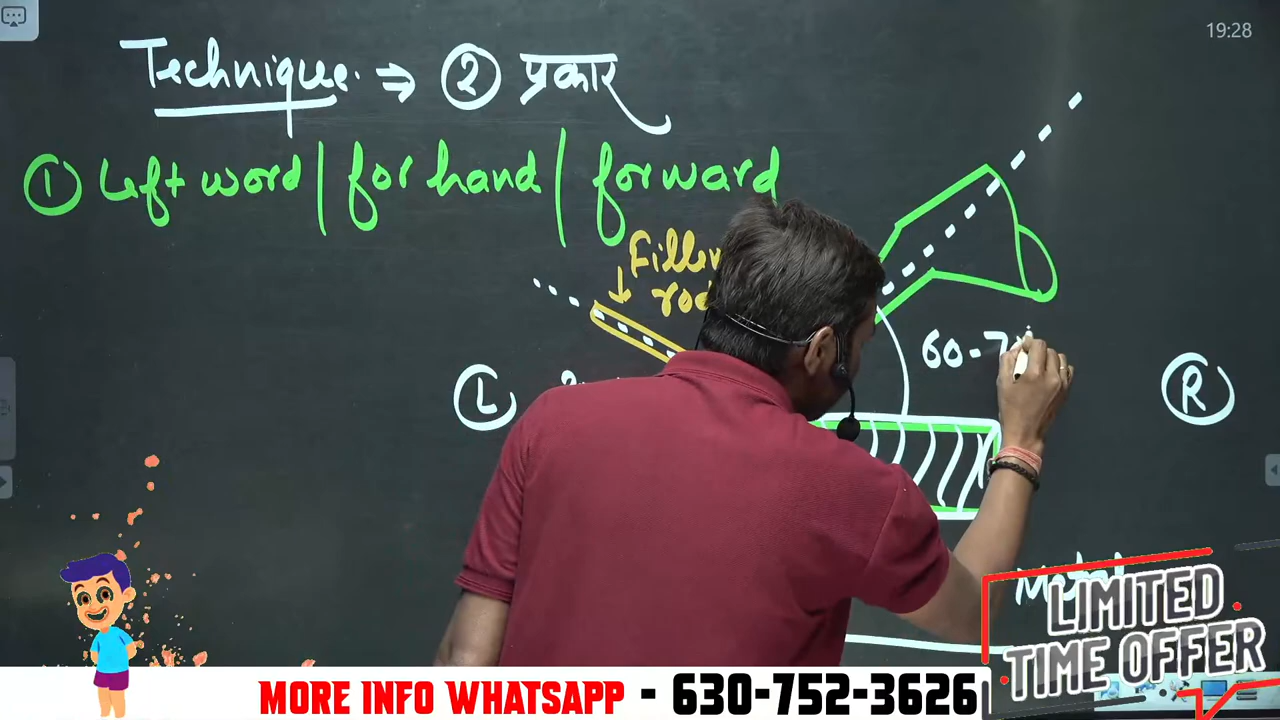 19:28
Technique. ⇒ ② प्रकार
① Left word / for hand / forward
Filler
rod
L
60-7
R
Metal
LIMITED
TIME OFFER
MORE INFO WHATSAPP - 630-752-3626